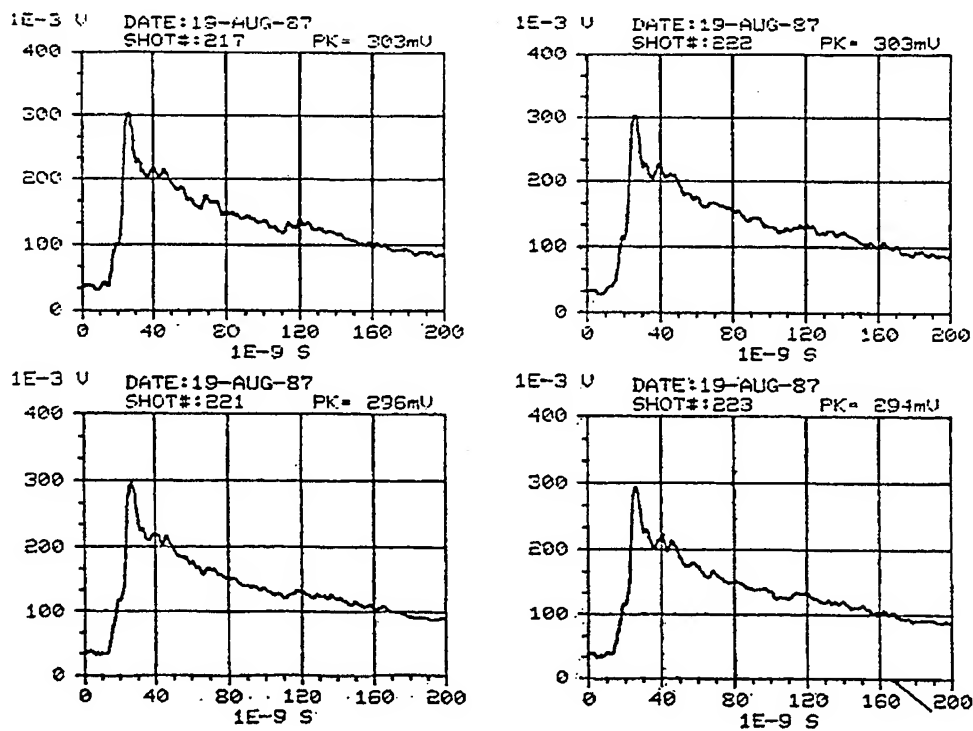 1E-3 V DATE:19-AUG-87
SHOT#:217 PK= 303mV
400
300
200
100
0
0 40 80 120 160 200
1E-9 S
1E-3 V DATE:19-AUG-87
SHOT#:222 PK= 303mV
400
300
200
100
0
0 40 80 120 160 200
1E-9 S
1E-3 V DATE:19-AUG-87
SHOT#:221 PK= 296mV
400
300
200
100
0
0 40 80 120 160 200
1E-9 S
1E-3 V DATE:19-AUG-87
SHOT#:223 PK= 294mV
400
300
200
100
0
0 40 80 120 160 200
1E-9 S